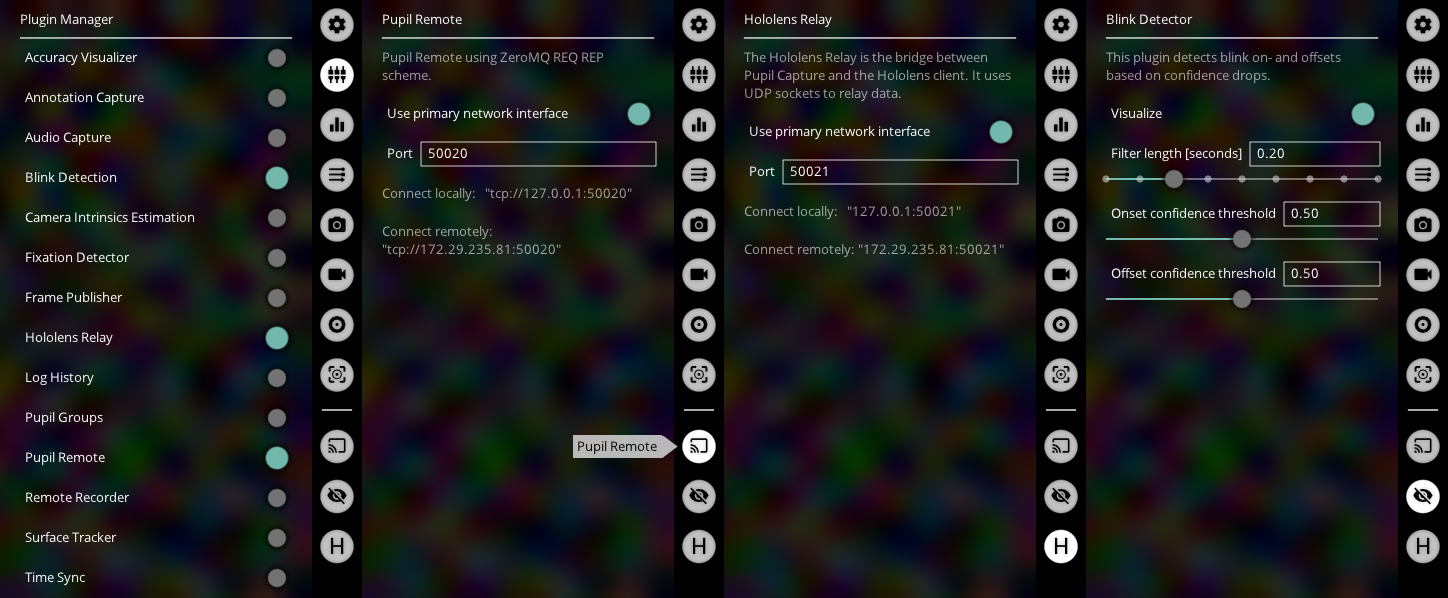 Plugin Manager
Accuracy Visualizer
Annotation Capture
Audio Capture
Blink Detection
Camera Intrinsics Estimation
Fixation Detector
Frame Publisher
Hololens Relay
Log History
Pupil Groups
Pupil Remote
Remote Recorder
Surface Tracker
Time Sync
H
Pupil Remote
Pupil Remote using ZeroMQ REQ REP
scheme.
Use primary network interface
Port 50020
Connect locally: "tcp://127.0.0.1:50020"
Connect remotely:
"tcp://172.29.235.81:50020"
Pupil Remote
H
Hololens Relay
The Hololens Relay is the bridge between
Pupil Capture and the Hololens client. It uses
UDP sockets to relay data.
Use primary network interface
Port 50021
Connect locally: "127.0.0.1:50021"
Connect remotely: "172.29.235.81:50021"
H
Blink Detector
This plugin detects blink on- and offsets
based on confidence drops.
Visualize
Filter length [seconds] 0.20
Onset confidence threshold 0.50
Offset confidence threshold 0.50
H